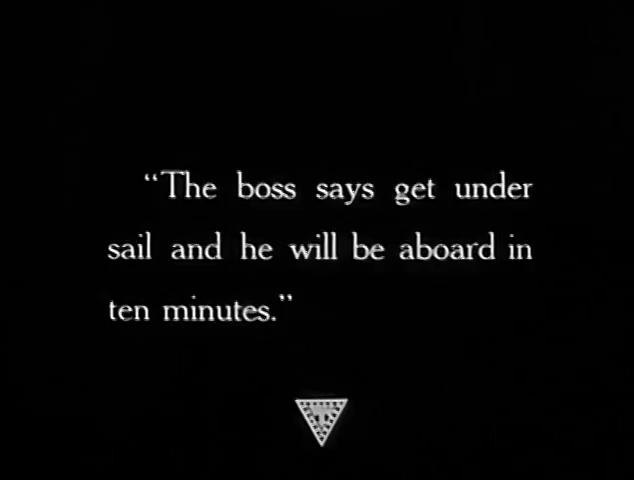 “The boss says get under
sail and he will be aboard in
ten minutes.”